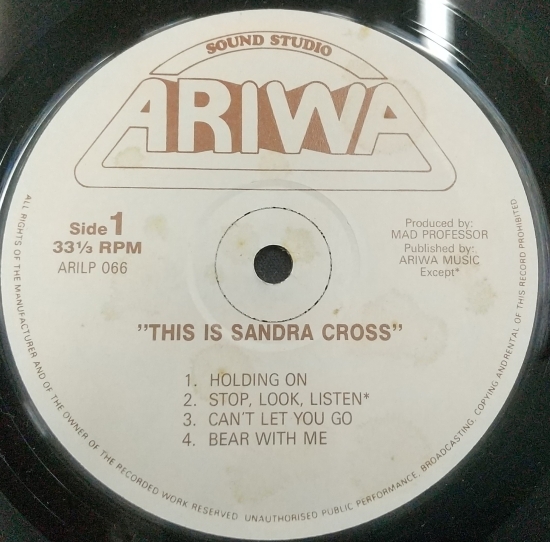 SOUND STUDIO
ARIWA
Side 1
33⅓ RPM
ARILP 066
Produced by:
MAD PROFESSOR
Published by:
ARIWA MUSIC
Except*
"THIS IS SANDRA CROSS"
1. HOLDING ON
2. STOP, LOOK, LISTEN*
3. CAN'T LET YOU GO
4. BEAR WITH ME
ALL RIGHTS OF THE MANUFACTURER AND OF THE OWNER OF THE RECORDED WORK RESERVED. UNAUTHORISED PUBLIC PERFORMANCE, BROADCASTING, COPYING AND RENTAL OF THIS RECORD PROHIBITED